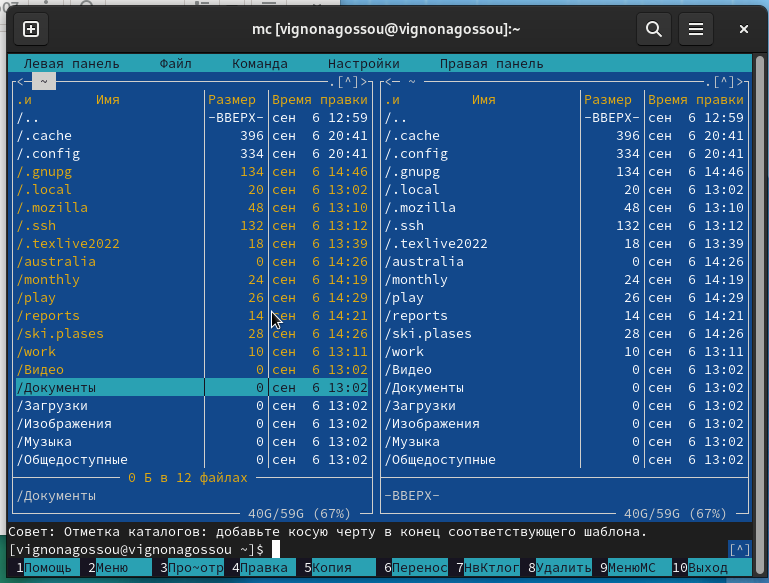 mc [vignonagossou@vignonagossou]:~
Левая панель Файл Команда Настройки Правая панель
<─ ~ .[^]> <─ ~ .[^]>
.и Имя Размер Время правки .и Имя Размер Время правки
/.. -ВВЕРХ- сен 6 12:59 /.. -ВВЕРХ- сен 6 12:59
/.cache 396 сен 6 20:41 /.cache 396 сен 6 20:41
/.config 334 сен 6 20:41 /.config 334 сен 6 20:41
/.gnupg 134 сен 6 14:46 /.gnupg 134 сен 6 14:46
/.local 20 сен 6 13:02 /.local 20 сен 6 13:02
/.mozilla 48 сен 6 13:10 /.mozilla 48 сен 6 13:10
/.ssh 132 сен 6 13:12 /.ssh 132 сен 6 13:12
/.texlive2022 18 сен 6 13:39 /.texlive2022 18 сен 6 13:39
/australia 0 сен 6 14:26 /australia 0 сен 6 14:26
/monthly 24 сен 6 14:19 /monthly 24 сен 6 14:19
/play 26 сен 6 14:29 /play 26 сен 6 14:29
/reports 14 сен 6 14:21 /reports 14 сен 6 14:21
/ski.plases 28 сен 6 14:26 /ski.plases 28 сен 6 14:26
/work 10 сен 6 13:11 /work 10 сен 6 13:11
/Видео 0 сен 6 13:02 /Видео 0 сен 6 13:02
/Документы 0 сен 6 13:02 /Документы 0 сен 6 13:02
/Загрузки 0 сен 6 13:02 /Загрузки 0 сен 6 13:02
/Изображения 0 сен 6 13:02 /Изображения 0 сен 6 13:02
/Музыка 0 сен 6 13:02 /Музыка 0 сен 6 13:02
/Общедоступные 0 сен 6 13:02 /Общедоступные 0 сен 6 13:02
0 Б в 12 файлах
/Документы -ВВЕРХ-
40G/59G (67%) 40G/59G (67%)
Совет: Отметка каталогов: добавьте косую черту в конец соответствующего шаблона.
[vignonagossou@vignonagossou ~]$ [^]
1Помощь 2Меню 3Про~отр 4Правка 5Копия 6Перенос 7НвКтлог 8Удалить 9МенюМС 10Выход